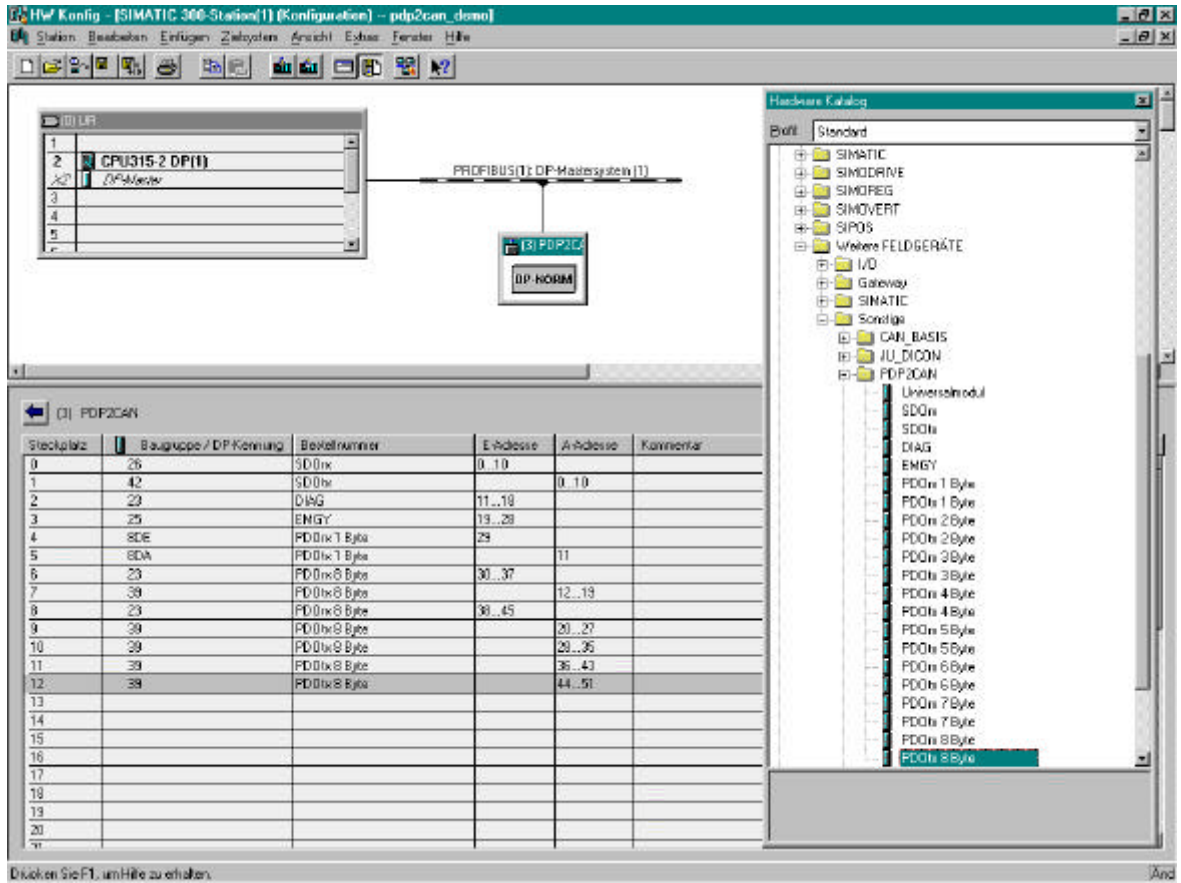 HW Konfig - [SIMATIC 300-Station(1) (Konfiguration) -- pdp2can_demo]
Station Bearbeiten Einfügen Zielsystem Ansicht Extras Fenster Hilfe
(0) UR
1
2 CPU315-2 DP(1)
X2 DP-Master
3
4
5
PROFIBUS(1): DP-Mastersystem (1)
(3) PDP2CA
DP-NORM
Hardware Katalog
Profil: Standard
SIMATIC
SIMODRIVE
SIMOREG
SIMOVERT
SIPOS
Weitere FELDGERÄTE
I/O
Gateway
SIMATIC
Sonstige
CAN_BASIS
JU_DICON
PDP2CAN
Universalmodul
SDOrx
SDOtx
DIAG
EMGY
PDOrx 1 Byte
PDOtx 1 Byte
PDOrx 2 Byte
PDOtx 2 Byte
PDOrx 3 Byte
PDOtx 3 Byte
PDOrx 4 Byte
PDOtx 4 Byte
PDOrx 5 Byte
PDOtx 5 Byte
PDOrx 6 Byte
PDOtx 6 Byte
PDOrx 7 Byte
PDOtx 7 Byte
PDOrx 8 Byte
PDOtx 8 Byte
(3) PDP2CAN
Steckplatz Baugruppe / DP-Kennung Bestellnummer E-Adresse A-Adresse Kommentar
0 26 SDOrx 0...10
1 42 SDOtx 0...10
2 23 DIAG 11...18
3 25 EMGY 19...28
4 8DE PDOrx 1 Byte 29
5 8DA PDOtx 1 Byte 11
6 23 PDOrx 8 Byte 30...37
7 39 PDOtx 8 Byte 12...19
8 23 PDOrx 8 Byte 38...45
9 39 PDOtx 8 Byte 20...27
10 39 PDOtx 8 Byte 28...35
11 39 PDOtx 8 Byte 36...43
12 39 PDOtx 8 Byte 44...51
13
14
15
16
17
18
19
20
Drücken Sie F1, um Hilfe zu erhalten.
Änd